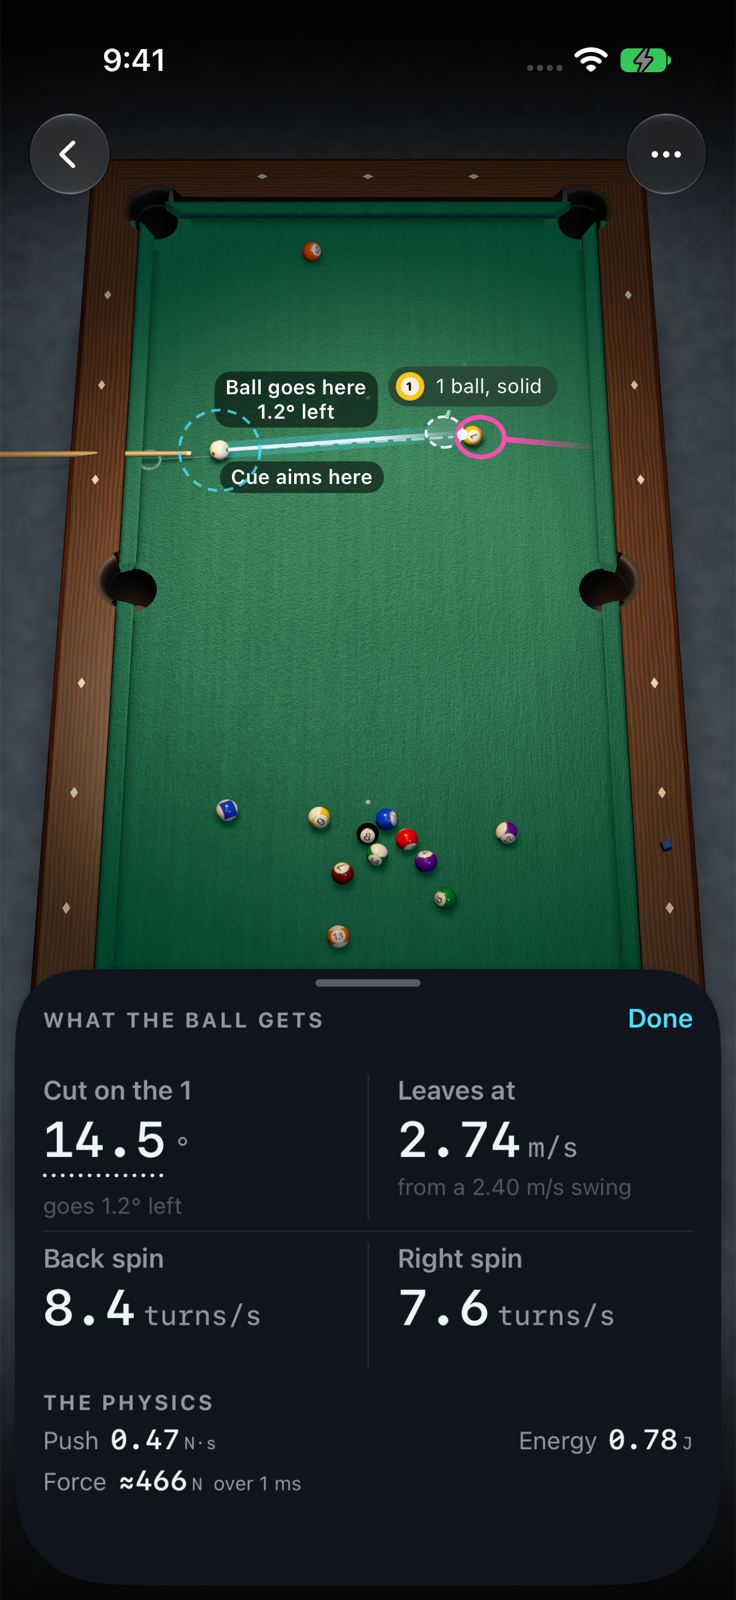 9:41
Ball goes here
1.2° left
1 1 ball, solid
Cue aims here
8
13
WHAT THE BALL GETS
Done
Cut on the 1
14.5 °
goes 1.2° left
Leaves at
2.74 m/s
from a 2.40 m/s swing
Back spin
8.4 turns/s
Right spin
7.6 turns/s
THE PHYSICS
Push 0.47 N·s
Energy 0.78 J
Force ≈466 N over 1 ms